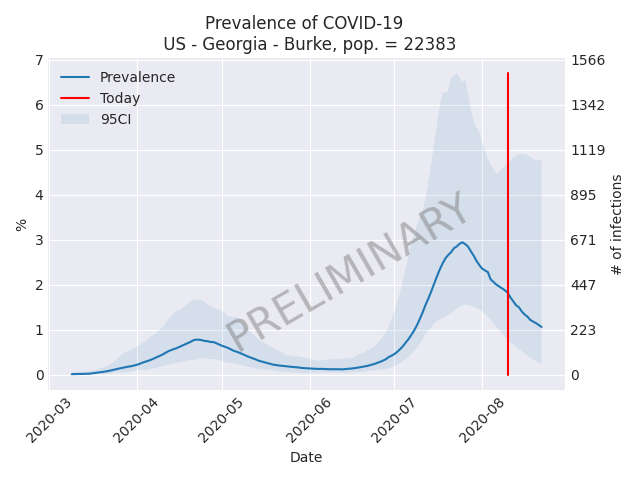 Prevalence of COVID-19
US - Georgia - Burke, pop. = 22383
Prevalence
Today
95CI
PRELIMINARY
%
7
6
5
4
3
2
1
0
1566
1342
1119
895
671
447
223
0
# of infections
2020-03
2020-04
2020-05
2020-06
2020-07
2020-08
Date